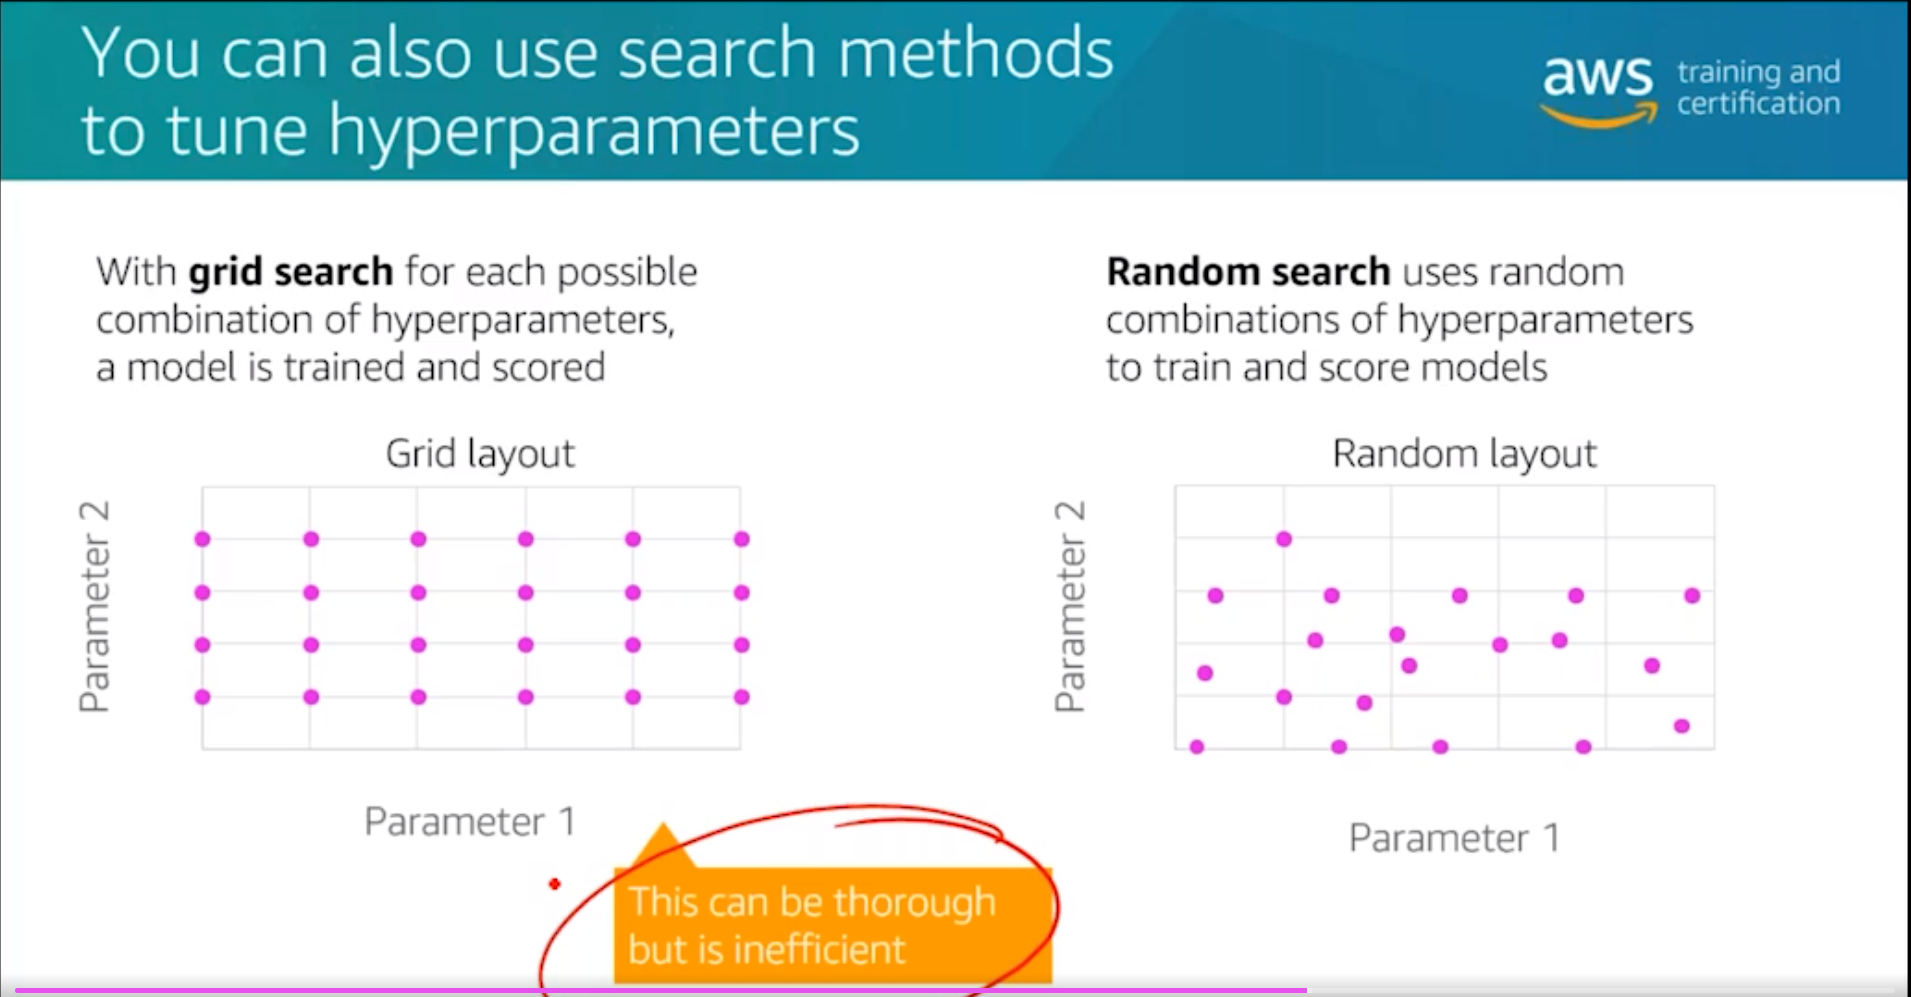 You can also use search methods
to tune hyperparameters
aws
training and
certification
With grid search for each possible
combination of hyperparameters,
a model is trained and scored
Grid layout
Parameter 2
Parameter 1
This can be thorough
but is inefficient
Random search uses random
combinations of hyperparameters
to train and score models
Random layout
Parameter 2
Parameter 1